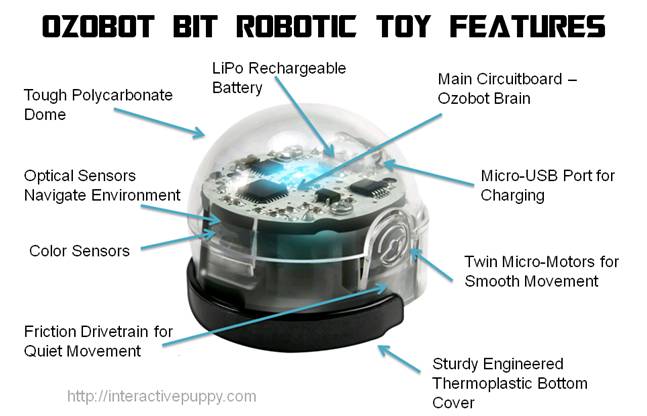 OZOBOT BIT ROBOTIC TOY FEATURES
LiPo Rechargeable
Battery
Main Circuitboard –
Ozobot Brain
Tough Polycarbonate
Dome
Optical Sensors
Navigate Environment
Micro-USB Port for
Charging
Color Sensors
Twin Micro-Motors for
Smooth Movement
Friction Drivetrain for
Quiet Movement
Sturdy Engineered
Thermoplastic Bottom
Cover
http://interactivepuppy.com